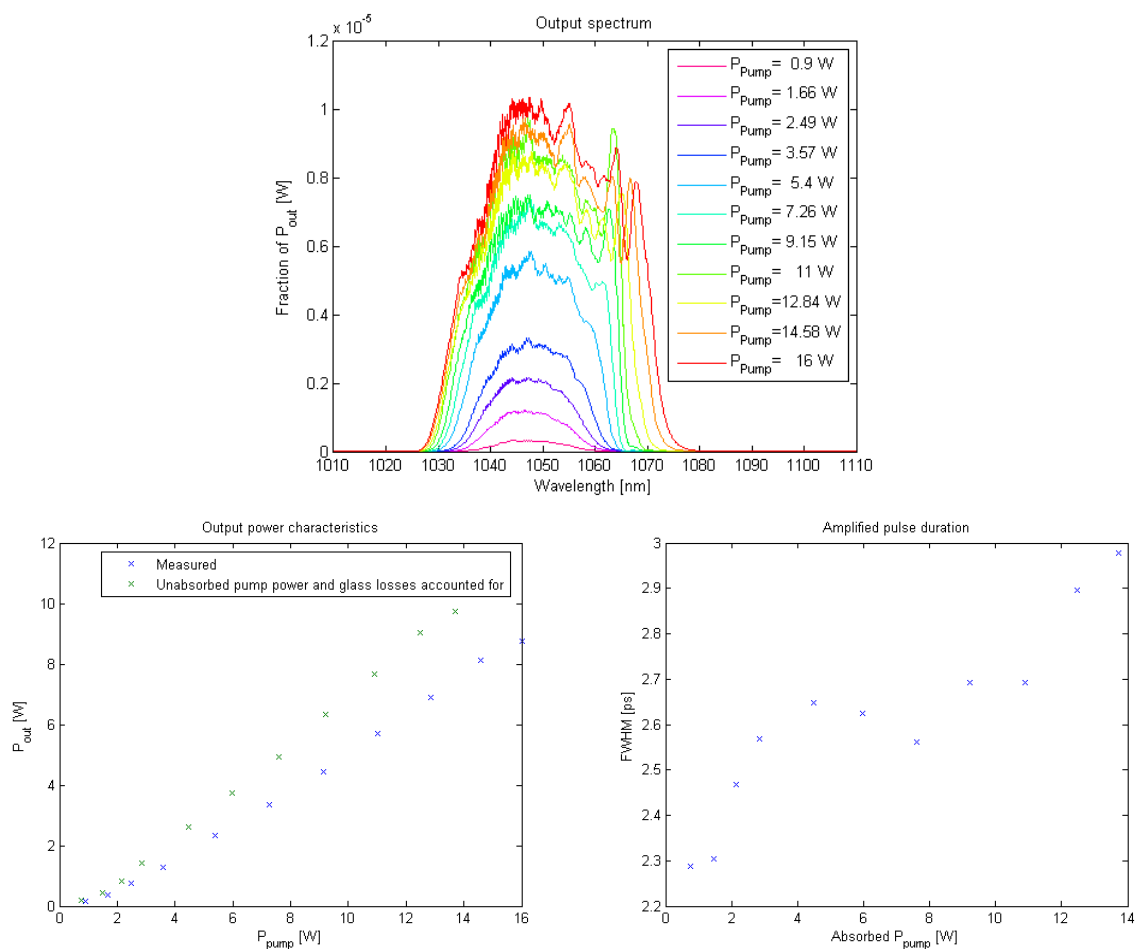 Output spectrum
x 10^-5
1.2
1
0.8
0.6
0.4
0.2
0
Fraction of P_out [W]
1010 1020 1030 1040 1050 1060 1070 1080 1090 1100 1110
Wavelength [nm]
P_Pump= 0.9 W
P_Pump= 1.66 W
P_Pump= 2.49 W
P_Pump= 3.57 W
P_Pump= 5.4 W
P_Pump= 7.26 W
P_Pump= 9.15 W
P_Pump= 11 W
P_Pump=12.84 W
P_Pump=14.58 W
P_Pump= 16 W
Output power characteristics
12
10
8
6
4
2
0
P_out [W]
Measured
Unabsorbed pump power and glass losses accounted for
0 2 4 6 8 10 12 14 16
P_pump [W]
Amplified pulse duration
3
2.9
2.8
2.7
2.6
2.5
2.4
2.3
2.2
FWHM [ps]
0 2 4 6 8 10 12 14
Absorbed P_pump [W]